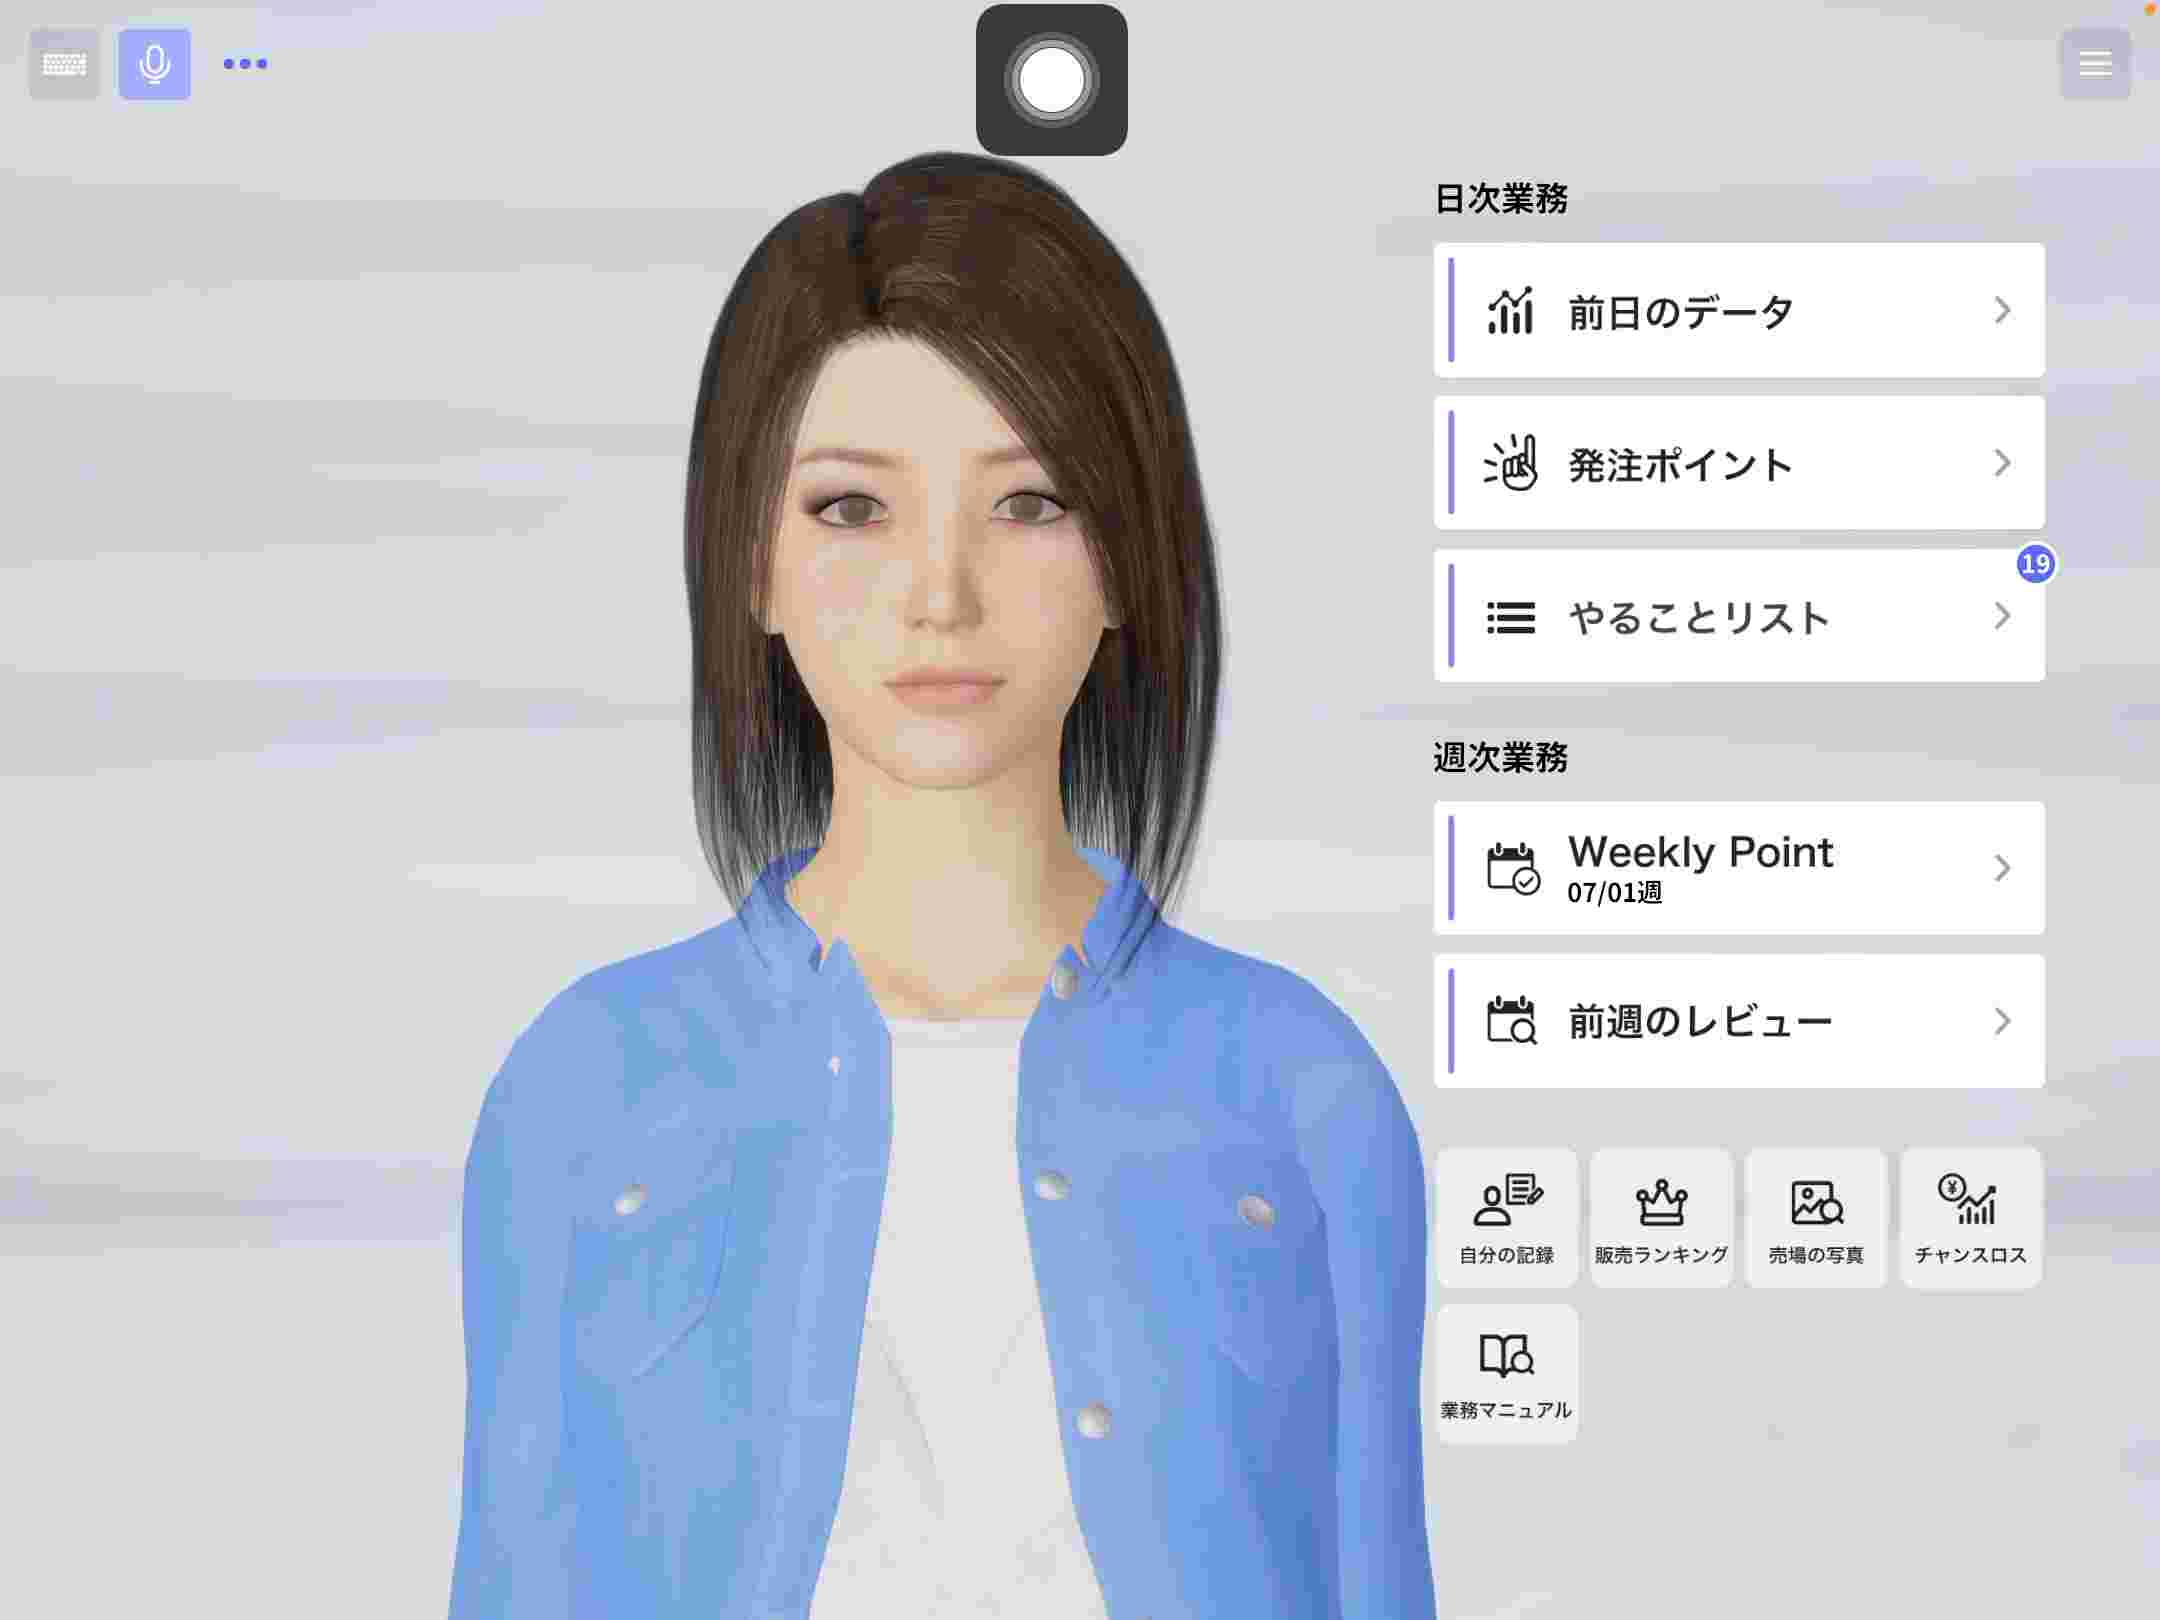 日次業務
前日のデータ
発注ポイント
19
やることリスト
週次業務
Weekly Point
07/01週
前週のレビュー
自分の記録
販売ランキング
売場の写真
チャンスロス
業務マニュアル